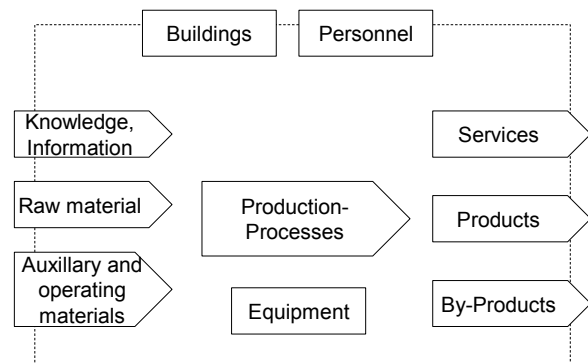 Buildings
Personnel
Knowledge,
Information
Services
Raw material
Production-
Processes
Products
Auxillary and
operating
materials
Equipment
By-Products